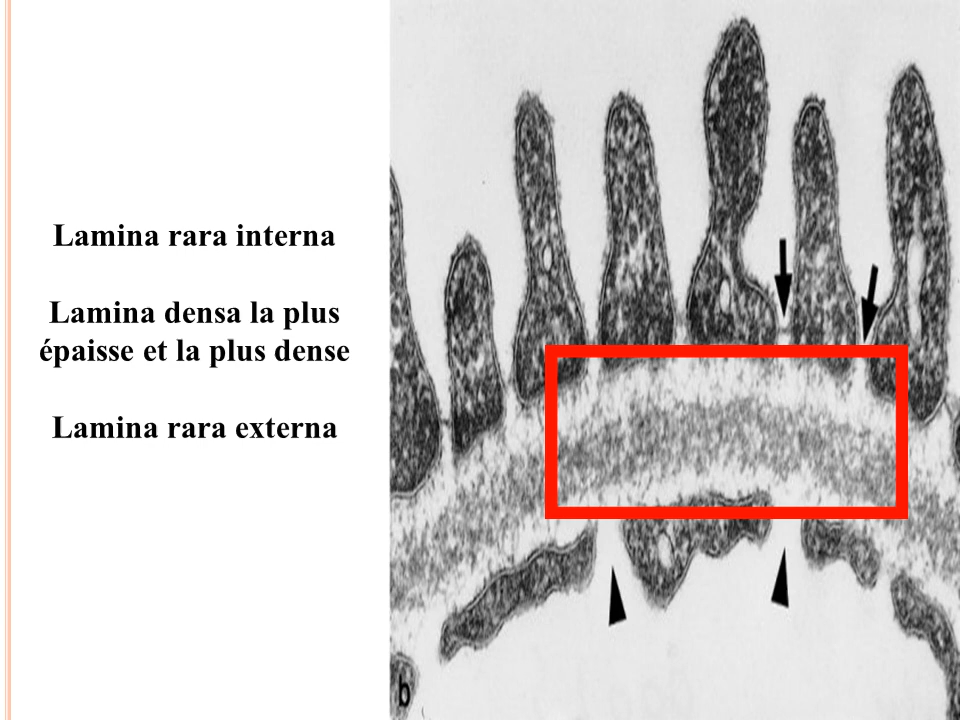 Lamina rara interna
Lamina densa la plus
épaisse et la plus dense
Lamina rara externa
b